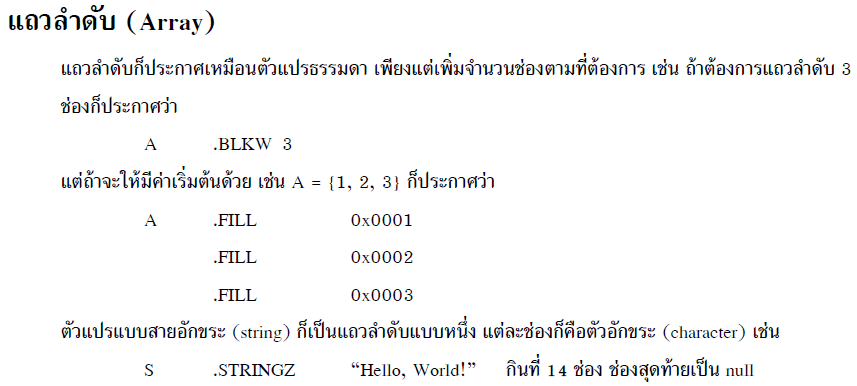 แถวลำดับ (Array)
แถวลำดับก็ประกาศเหมือนตัวแปรธรรมดา เพียงแต่เพิ่มจำนวนช่องตามที่ต้องการ เช่น ถ้าต้องการแถวลำดับ 3
ช่องก็ประกาศว่า
A .BLKW 3
แต่ถ้าจะให้มีค่าเริ่มต้นด้วย เช่น A = {1, 2, 3} ก็ประกาศว่า
A .FILL 0x0001
.FILL 0x0002
.FILL 0x0003
ตัวแปรแบบสายอักขระ (string) ก็เป็นแถวลำดับแบบหนึ่ง แต่ละช่องก็คือตัวอักขระ (character) เช่น
S .STRINGZ “Hello, World!” กินที่ 14 ช่อง ช่องสุดท้ายเป็น null